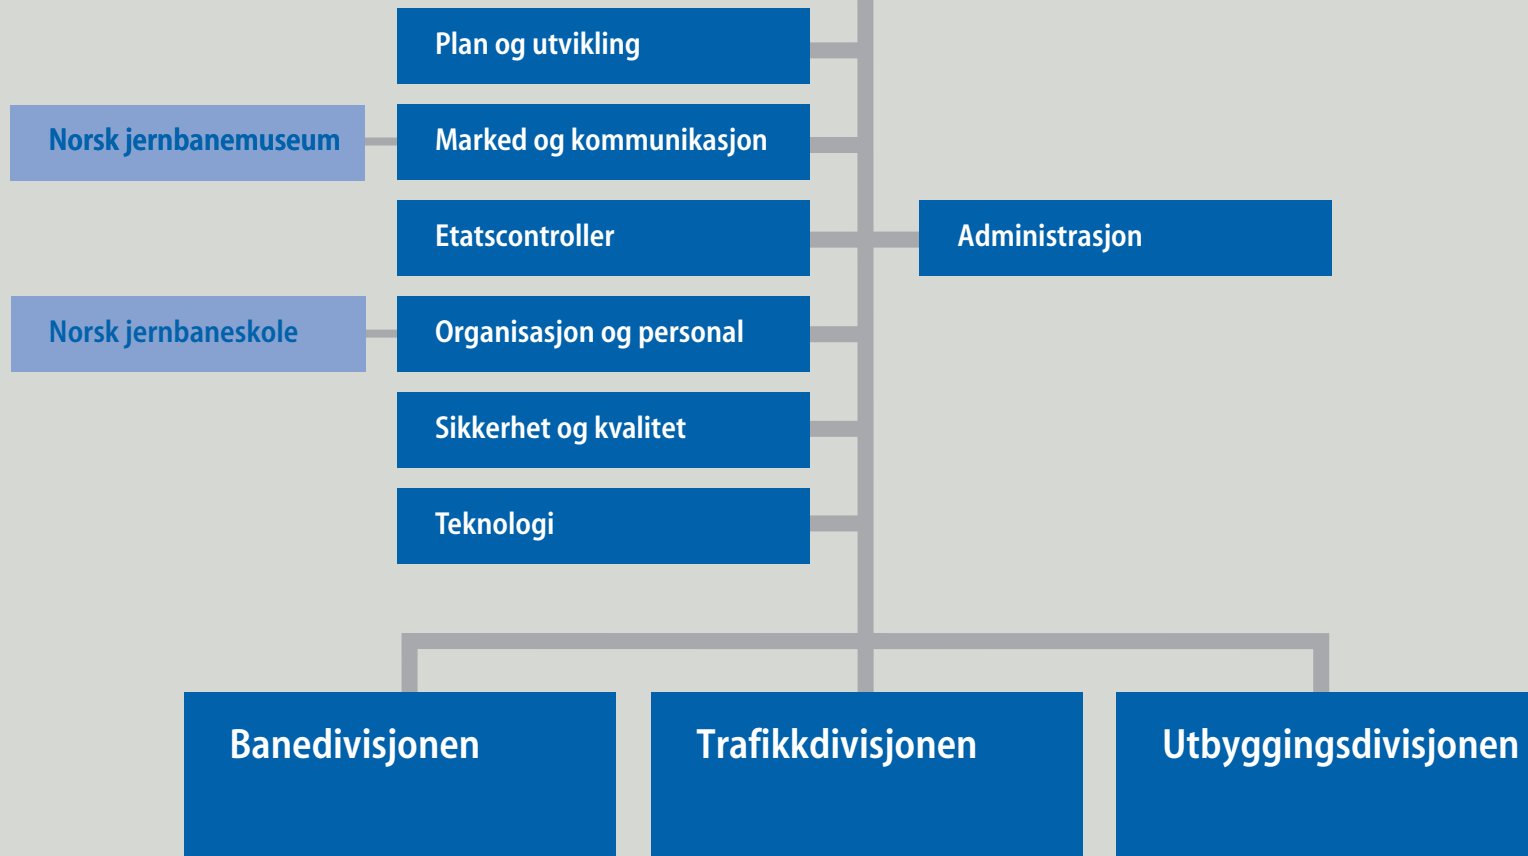 Plan og utvikling
Norsk jernbanemuseum
Marked og kommunikasjon
Etatscontroller
Administrasjon
Norsk jernbaneskole
Organisasjon og personal
Sikkerhet og kvalitet
Teknologi
Banedivisjonen
Trafikkdivisjonen
Utbyggingsdivisjonen